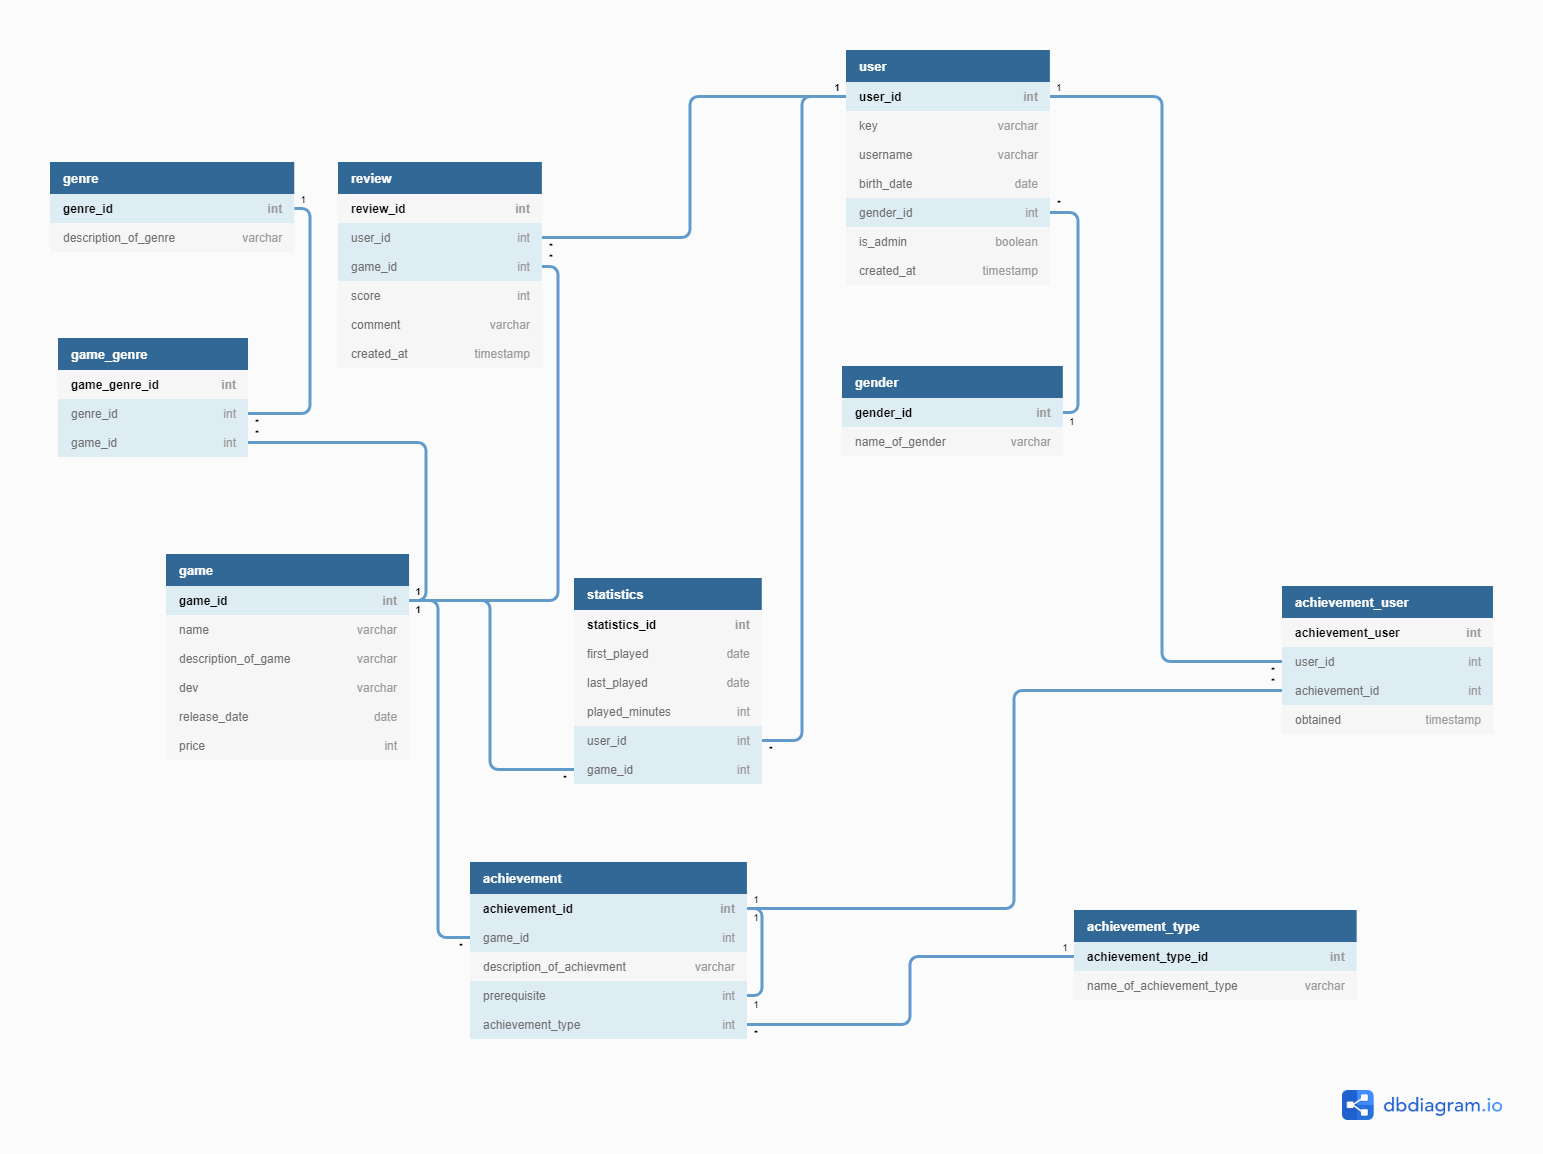 user
1 user_id int 1
key varchar
username varchar
birth_date date
gender_id int *
is_admin boolean
created_at timestamp
genre
genre_id int 1
description_of_genre varchar
review
review_id int
user_id int *
game_id int *
score int
comment varchar
created_at timestamp
game_genre
game_genre_id int
genre_id int *
game_id int *
gender
gender_id int 1
name_of_gender varchar
game
game_id int 1
1
name varchar
description_of_game varchar
dev varchar
release_date date
price int
statistics
statistics_id int
first_played date
last_played date
played_minutes int
user_id int *
* game_id int
achievement_user
achievement_user int
* user_id int
* achievement_id int
obtained timestamp
achievement
achievement_id int 1
1
* game_id int
description_of_achievment varchar
prerequisite int 1
achievement_type int *
achievement_type
1 achievement_type_id int
name_of_achievement_type varchar
dbdiagram.io